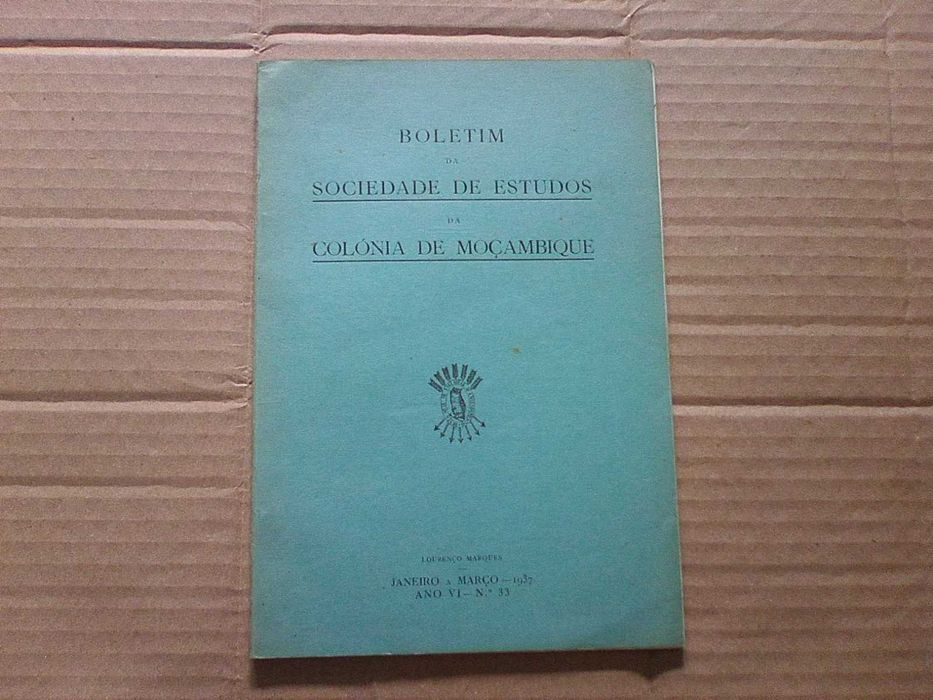 BOLETIM
DA
SOCIEDADE DE ESTUDOS
DA
COLÓNIA DE MOÇAMBIQUE
LOURENÇO MARQUES
JANEIRO A MARÇO — 1937
ANO VI — N.º 33